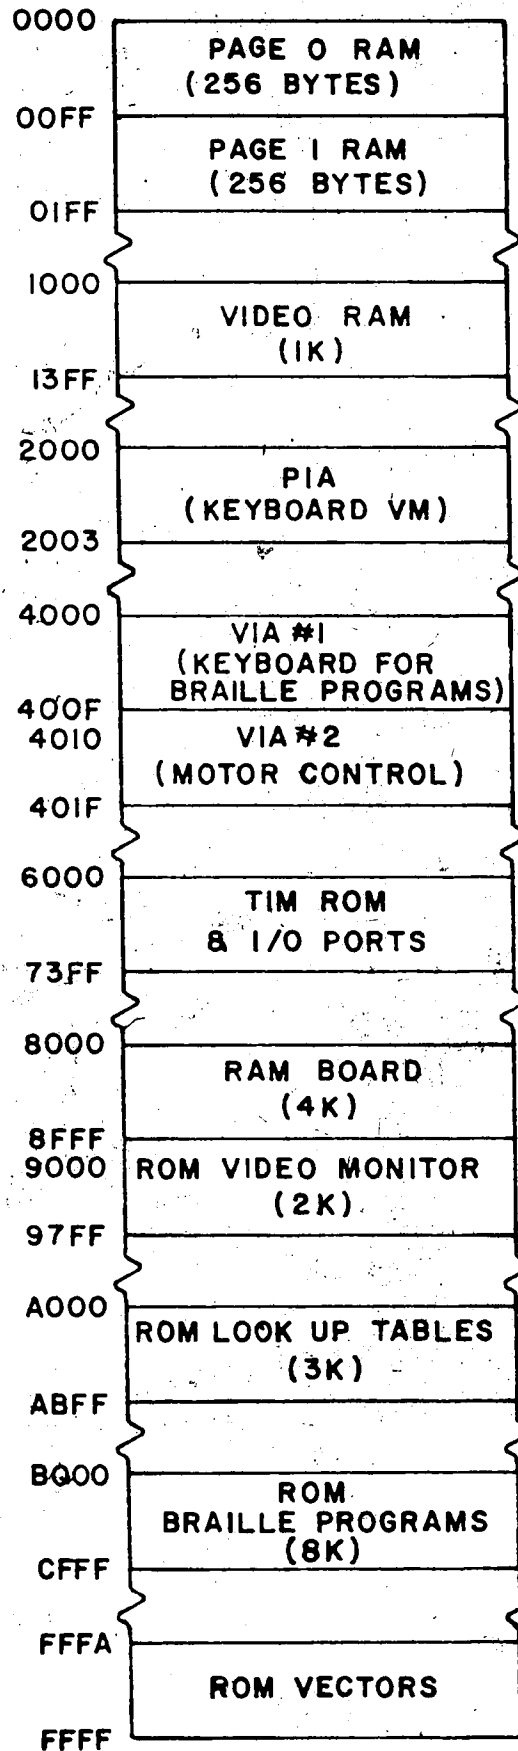 0000
PAGE 0 RAM
(256 BYTES)
00FF
PAGE 1 RAM
(256 BYTES)
01FF
1000
VIDEO RAM
(1K)
13FF
2000
PIA
(KEYBOARD VM)
2003
4000
VIA #1
(KEYBOARD FOR
BRAILLE PROGRAMS)
400F
4010
VIA #2
(MOTOR CONTROL)
401F
6000
TIM ROM
& I/O PORTS
73FF
8000
RAM BOARD
(4K)
8FFF
9000 ROM VIDEO MONITOR
(2K)
97FF
A000
ROM LOOK UP TABLES
(3K)
ABFF
B000
ROM
BRAILLE PROGRAMS
(8K)
CFFF
FFFA
ROM VECTORS
FFFF